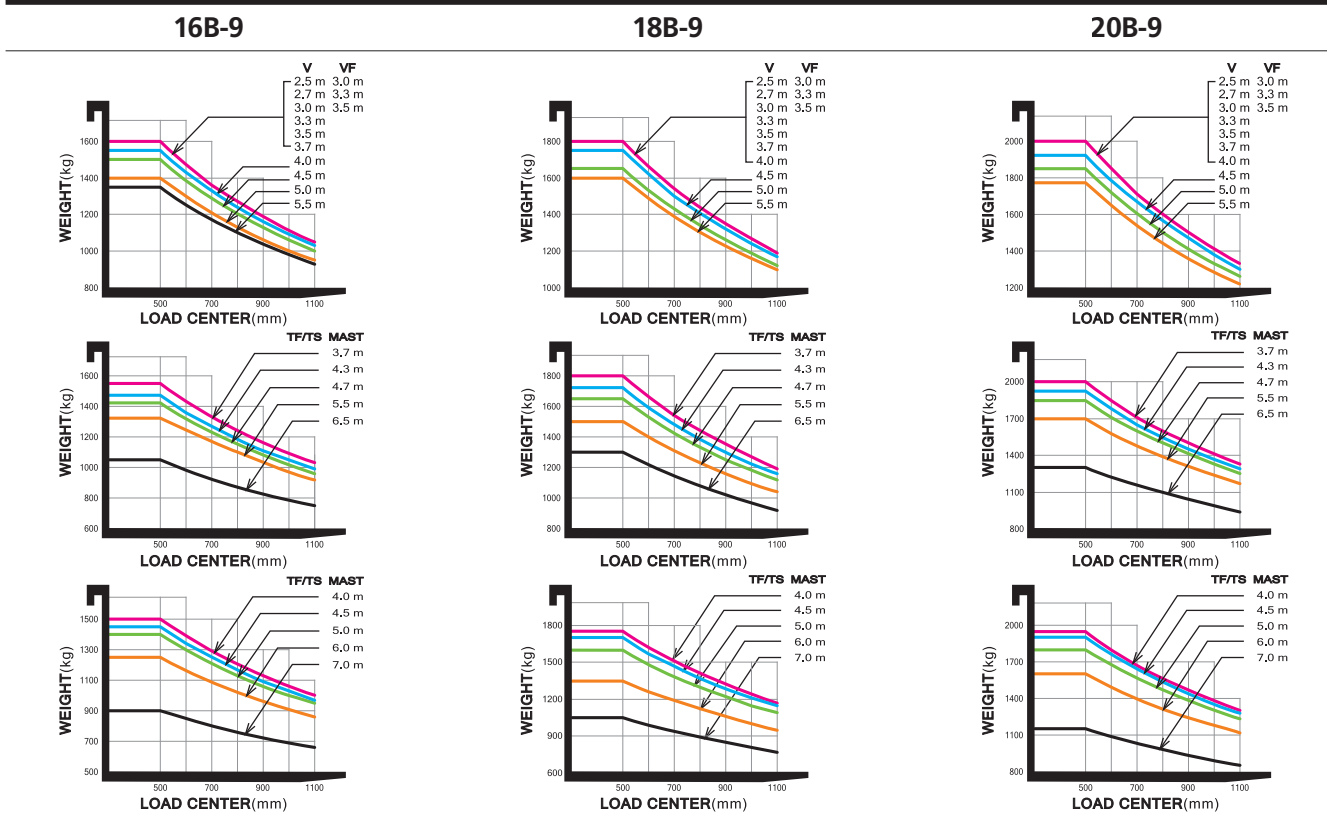 16B-9 18B-9 20B-9
V VF
2.5 m 3.0 m
2.7 m 3.3 m
3.0 m 3.5 m
3.3 m
3.5 m
3.7 m
4.0 m
4.5 m
5.0 m
5.5 m
WEIGHT(kg)
1600
1400
1200
1000
800
500 700 900 1100
LOAD CENTER(mm)
V VF
2.5 m 3.0 m
2.7 m 3.3 m
3.0 m 3.5 m
3.3 m
3.5 m
3.7 m
4.0 m
4.5 m
5.0 m
5.5 m
WEIGHT(kg)
1800
1600
1400
1200
1000
500 700 900 1100
LOAD CENTER(mm)
V VF
2.5 m 3.0 m
2.7 m 3.3 m
3.0 m 3.5 m
3.3 m
3.5 m
3.7 m
4.0 m
4.5 m
5.0 m
5.5 m
WEIGHT(kg)
2000
1800
1600
1400
1200
500 700 900 1100
LOAD CENTER(mm)
TF/TS MAST
3.7 m
4.3 m
4.7 m
5.5 m
6.5 m
WEIGHT(kg)
1600
1400
1200
1000
800
600
500 700 900 1100
LOAD CENTER(mm)
TF/TS MAST
3.7 m
4.3 m
4.7 m
5.5 m
6.5 m
WEIGHT(kg)
1800
1600
1400
1200
1000
800
500 700 900 1100
LOAD CENTER(mm)
TF/TS MAST
3.7 m
4.3 m
4.7 m
5.5 m
6.5 m
WEIGHT(kg)
2000
1700
1400
1100
800
500 700 900 1100
LOAD CENTER(mm)
TF/TS MAST
4.0 m
4.5 m
5.0 m
6.0 m
7.0 m
WEIGHT(kg)
1500
1300
1100
900
700
500
500 700 900 1100
LOAD CENTER(mm)
TF/TS MAST
4.0 m
4.5 m
5.0 m
6.0 m
7.0 m
WEIGHT(kg)
1800
1500
1200
900
600
500 700 900 1100
LOAD CENTER(mm)
TF/TS MAST
4.0 m
4.5 m
5.0 m
6.0 m
7.0 m
WEIGHT(kg)
2000
1700
1400
1100
800
500 700 900 1100
LOAD CENTER(mm)